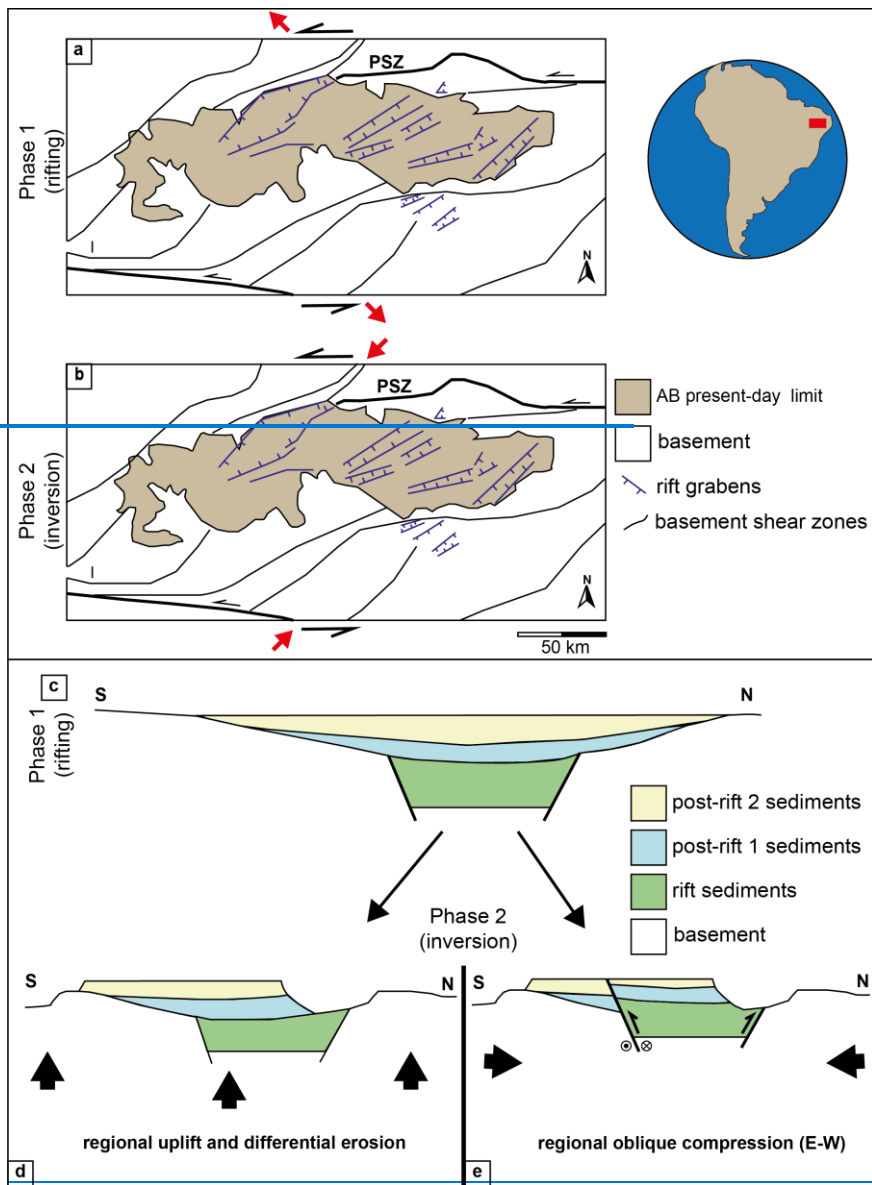 a
PSZ
Phase 1
(rifting)
N
b
PSZ
Phase 2
(inversion)
N
50 km
AB present-day limit
basement
rift grabens
basement shear zones
c
S
N
Phase 1
(rifting)
post-rift 2 sediments
post-rift 1 sediments
rift sediments
basement
Phase 2
(inversion)
S
N
regional uplift and differential erosion
d
S
N
regional oblique compression (E-W)
e